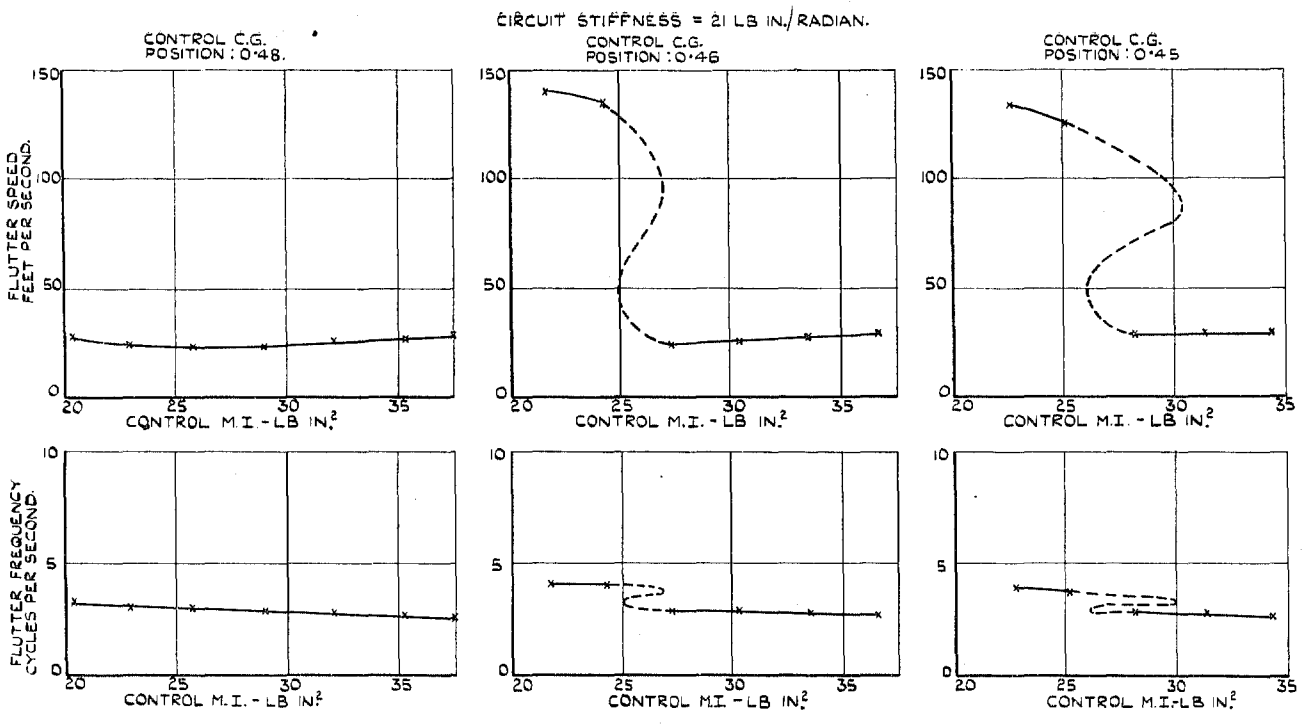 CIRCUIT STIFFNESS = 21 LB IN./RADIAN.
CONTROL C.G.
POSITION : 0·48.
CONTROL C.G.
POSITION : 0·46
CONTROL C.G.
POSITION : 0·45
FLUTTER SPEED
FEET PER SECOND.
150
100
50
0
20 25 30 35
CONTROL M.I. - LB IN.²
150
100
50
0
20 25 30 35
CONTROL M.I. - LB IN.²
150
100
50
0
20 25 30 35
CONTROL M.I. - LB IN.²
FLUTTER FREQUENCY
CYCLES PER SECOND.
10
5
0
20 25 30 35
CONTROL M.I. - LB IN.²
10
5
0
20 25 30 35
CONTROL M.I - LB IN.²
10
5
0
20 25 30 35
CONTROL M.I.-LB IN.²